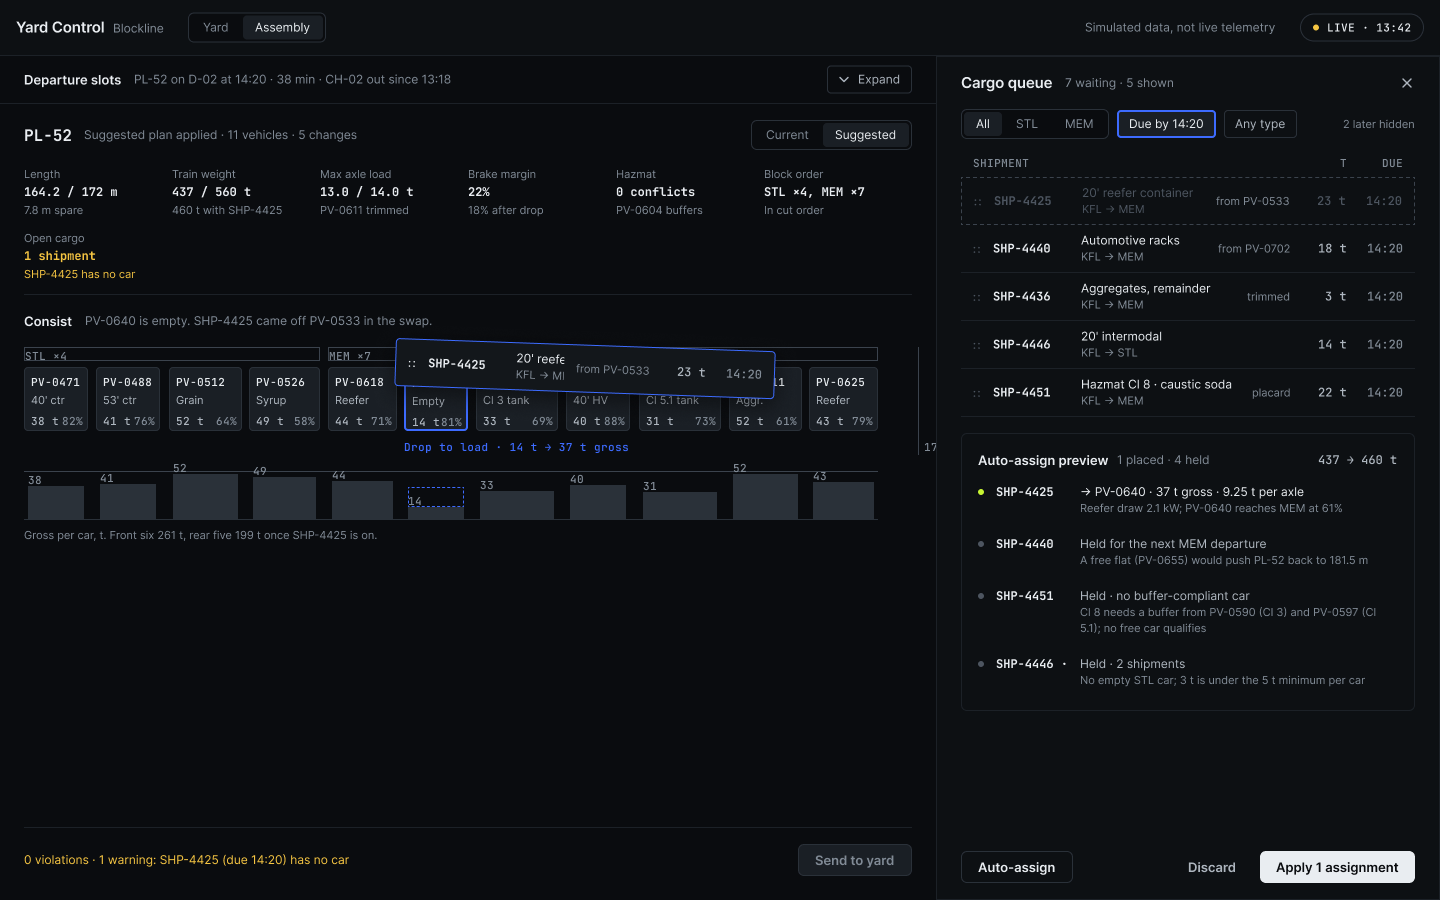 Yard Control Blockline Yard Assembly Simulated data, not live telemetry LIVE · 13:42
Departure slots PL-52 on D-02 at 14:20 · 38 min · CH-02 out since 13:18 Expand
PL-52 Suggested plan applied · 11 vehicles · 5 changes Current Suggested
Length Train weight Max axle load Brake margin Hazmat Block order
164.2 / 172 m 437 / 560 t 13.0 / 14.0 t 22% 0 conflicts STL ×4, MEM ×7
7.8 m spare 460 t with SHP-4425 PV-0611 trimmed 18% after drop PV-0604 buffers In cut order
Open cargo
1 shipment
SHP-4425 has no car
Consist PV-0640 is empty. SHP-4425 came off PV-0533 in the swap.
STL ×4 MEM ×7
PV-0471 PV-0488 PV-0512 PV-0526 PV-0618 PV-0625
40' ctr 53' ctr Grain Syrup Reefer Empty Cl 3 tank 40' HV Cl 5.1 tank Aggr. Reefer
38 t 82% 41 t 76% 52 t 64% 49 t 58% 44 t 71% 14 t 81% 33 t 69% 40 t 88% 31 t 73% 52 t 61% 43 t 79%
:: SHP-4425 20' reefe from PV-0533 23 t 14:20
KFL → MI
Drop to load · 14 t → 37 t gross
17
38 41 52 49 44 14 33 40 31 52 43
Gross per car, t. Front six 261 t, rear five 199 t once SHP-4425 is on.
0 violations · 1 warning: SHP-4425 (due 14:20) has no car Send to yard
Cargo queue 7 waiting · 5 shown
All STL MEM Due by 14:20 Any type 2 later hidden
SHIPMENT T DUE
:: SHP-4425 20' reefer container from PV-0533 23 t 14:20
KFL → MEM
:: SHP-4440 Automotive racks from PV-0702 18 t 14:20
KFL → MEM
:: SHP-4436 Aggregates, remainder trimmed 3 t 14:20
KFL → MEM
:: SHP-4446 20' intermodal 14 t 14:20
KFL → STL
:: SHP-4451 Hazmat Cl 8 · caustic soda placard 22 t 14:20
KFL → MEM
Auto-assign preview 1 placed · 4 held 437 → 460 t
SHP-4425 → PV-0640 · 37 t gross · 9.25 t per axle
Reefer draw 2.1 kW; PV-0640 reaches MEM at 61%
SHP-4440 Held for the next MEM departure
A free flat (PV-0655) would push PL-52 back to 181.5 m
SHP-4451 Held · no buffer-compliant car
Cl 8 needs a buffer from PV-0590 (Cl 3) and PV-0597 (Cl
5.1); no free car qualifies
SHP-4446 · Held · 2 shipments
No empty STL car; 3 t is under the 5 t minimum per car
Auto-assign Discard Apply 1 assignment